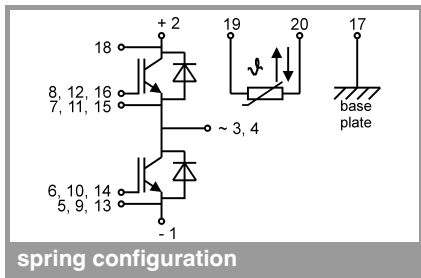 + 2
19
20
17
18
ϑ
8, 12, 16
7, 11, 15
base
plate
~ 3, 4
6, 10, 14
5, 9, 13
- 1
spring configuration